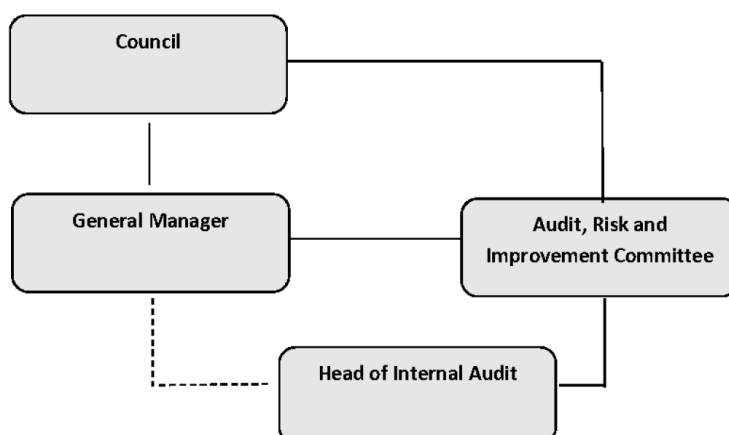 Council
General Manager
Audit, Risk and
Improvement Committee
Head of Internal Audit